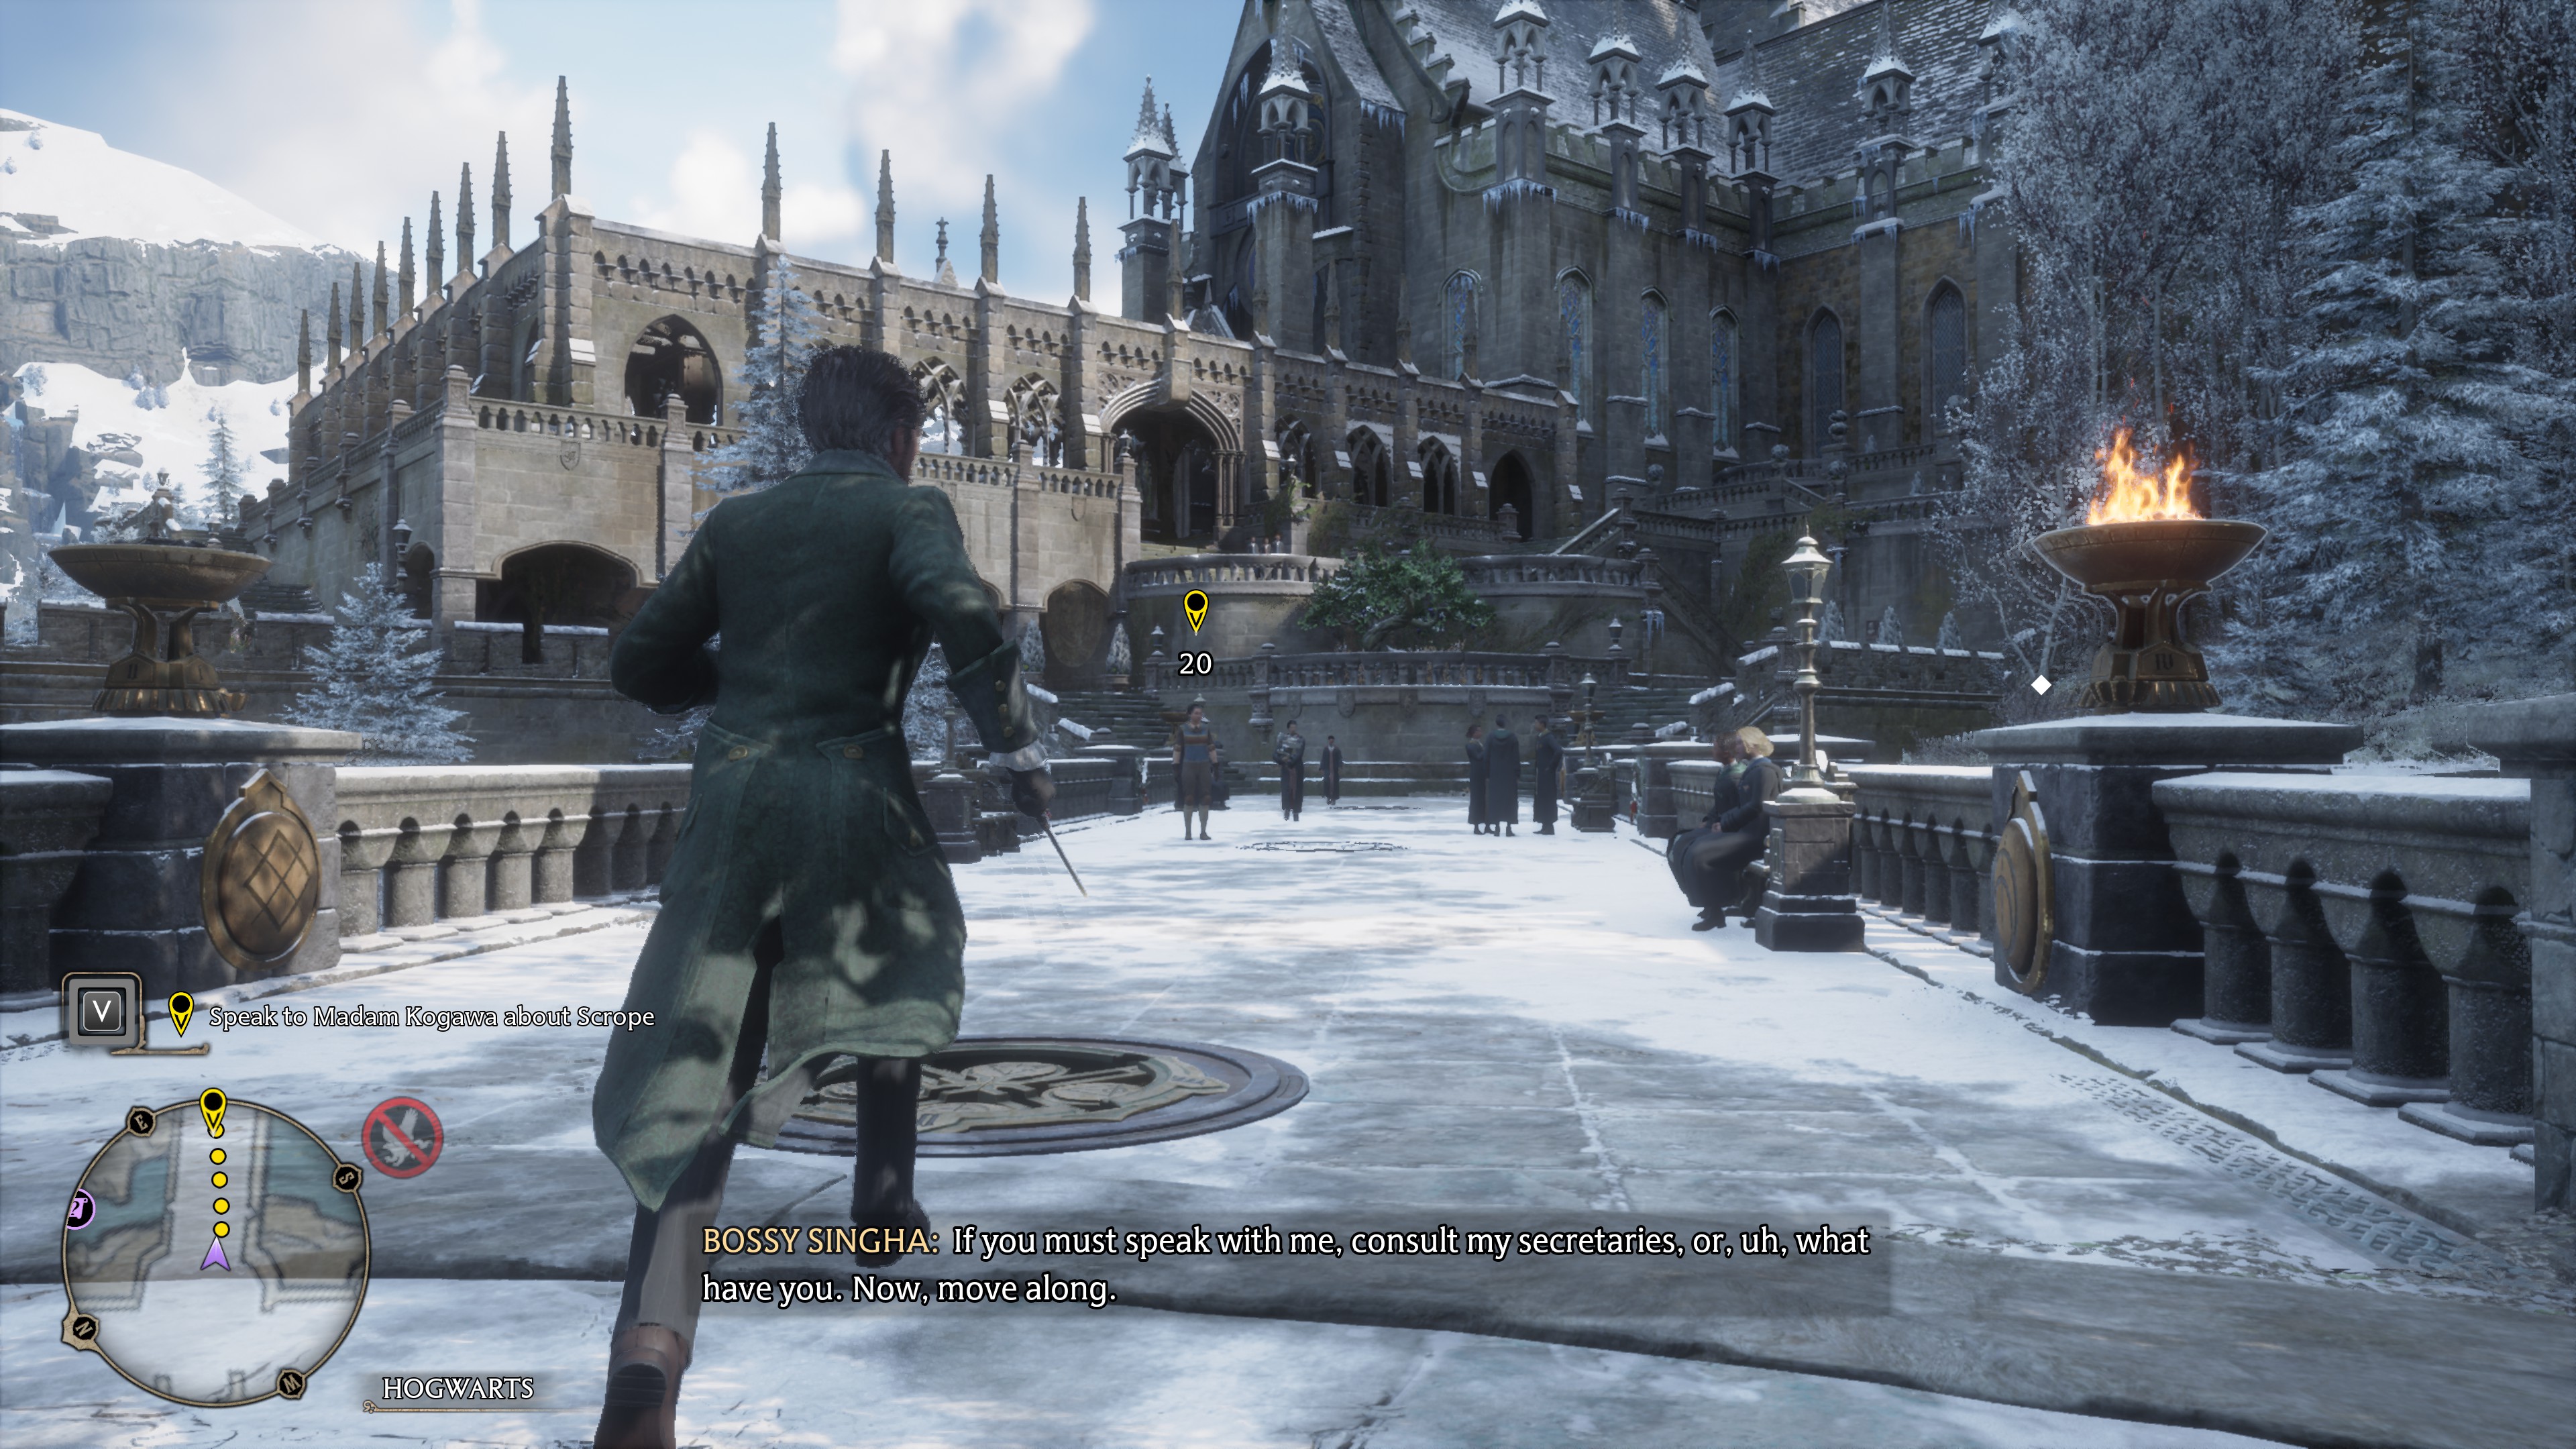 20
V
Speak to Madam Kogawa about Scrope
E
S
N
W
BOSSY SINGHA: If you must speak with me, consult my secretaries, or, uh, what
have you. Now, move along.
HOGWARTS